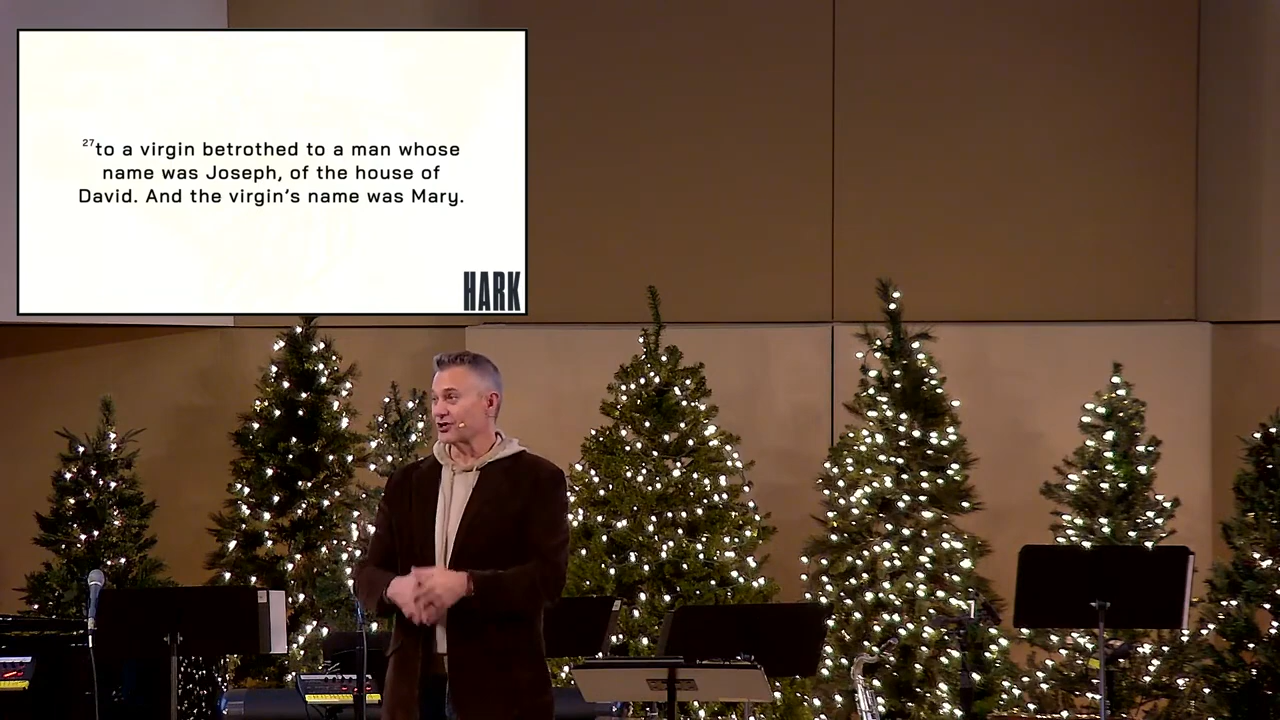 27to a virgin betrothed to a man whose
name was Joseph, of the house of
David. And the virgin’s name was Mary.
HARK